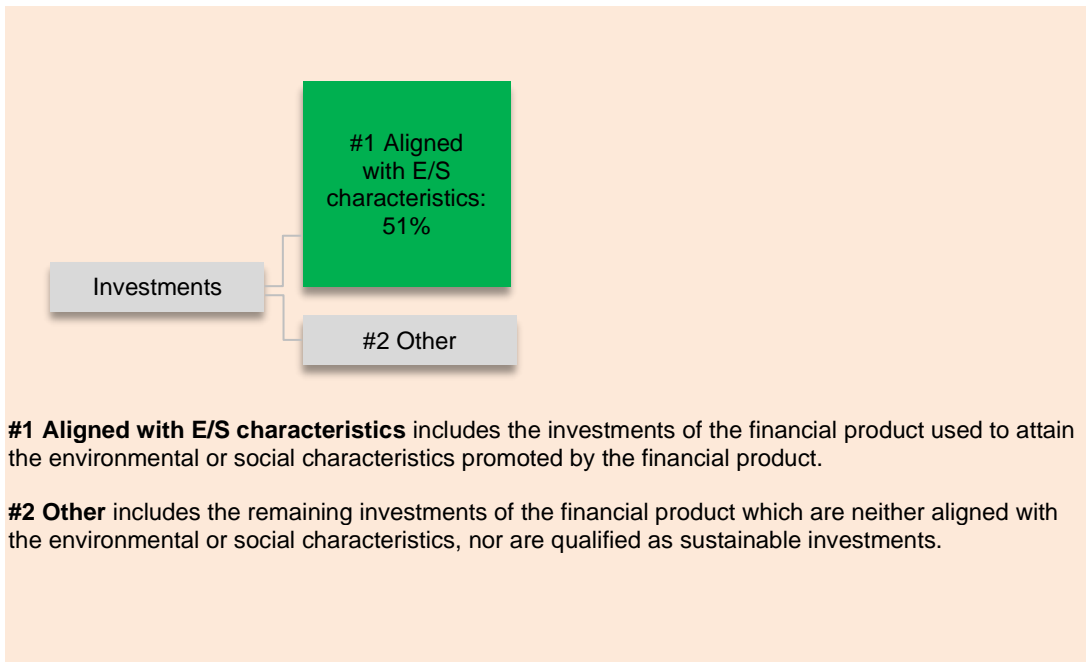 #1 Aligned
with E/S
characteristics:
51%
Investments
#2 Other
#1 Aligned with E/S characteristics includes the investments of the financial product used to attain
the environmental or social characteristics promoted by the financial product.
#2 Other includes the remaining investments of the financial product which are neither aligned with
the environmental or social characteristics, nor are qualified as sustainable investments.